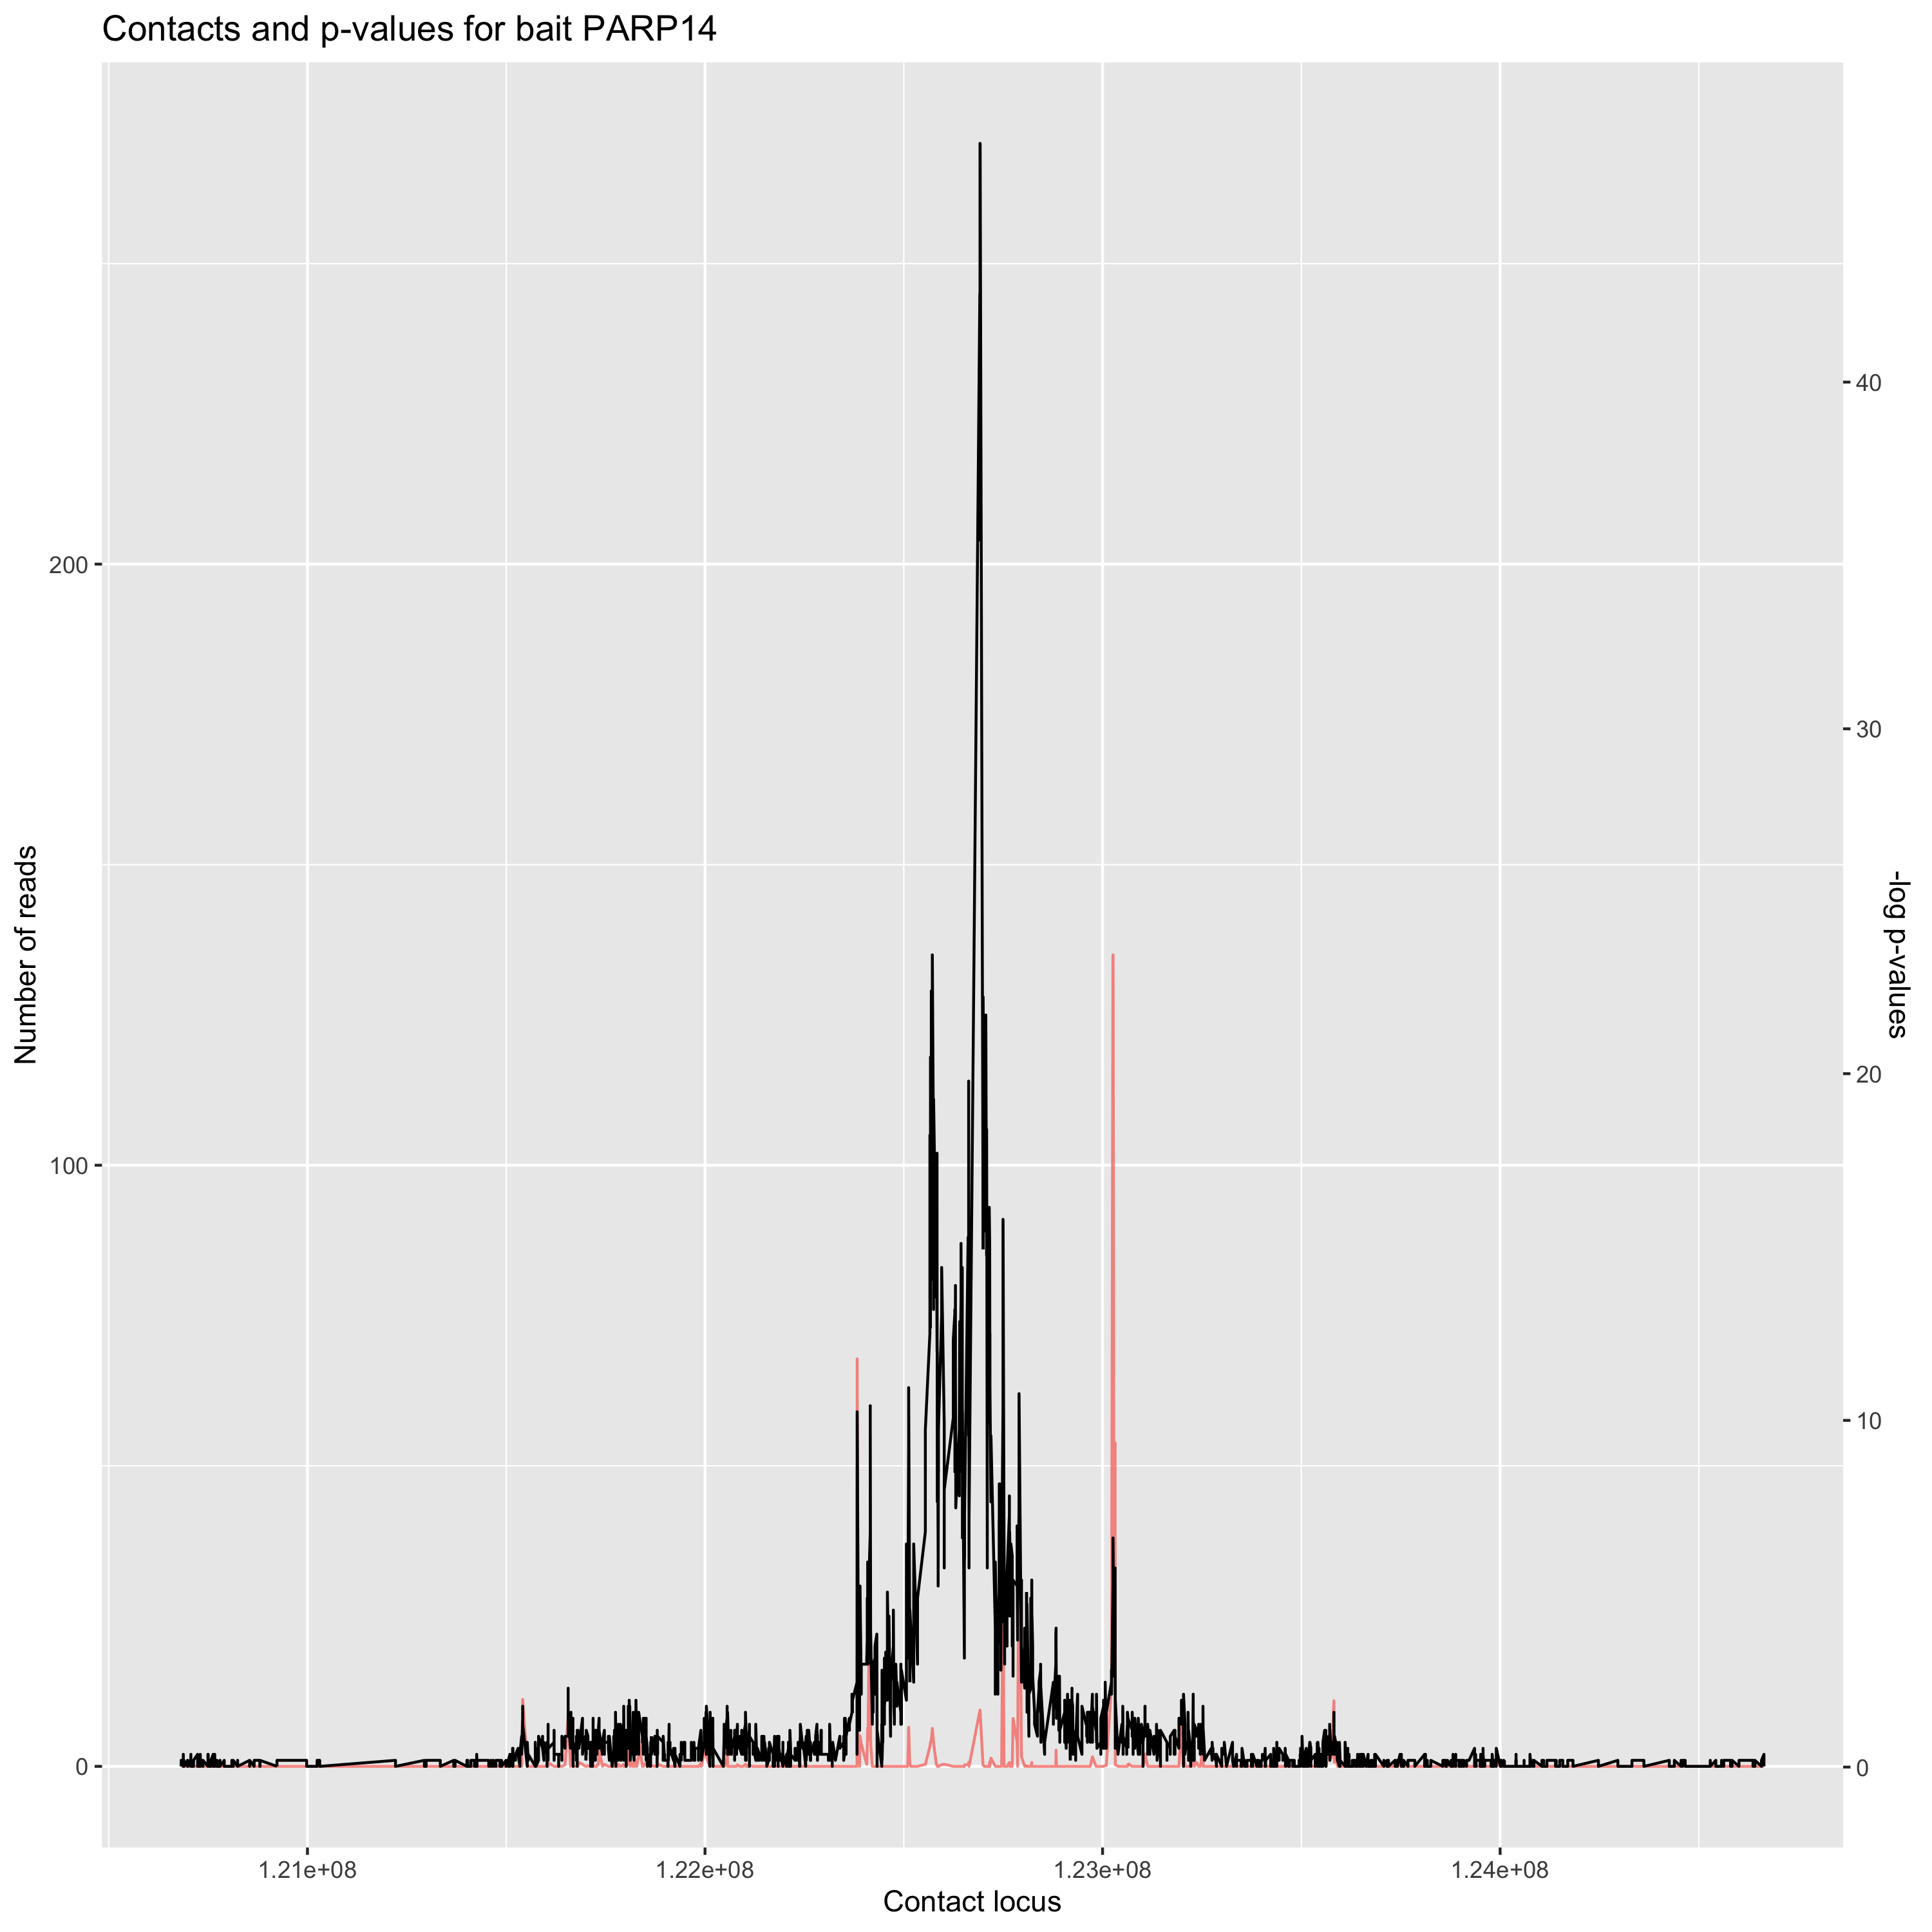 Contacts and p-values for bait PARP14
Number of reads
200
100
0
40
30
20
10
0
-log p-values
1.21e+08
1.22e+08
1.23e+08
1.24e+08
Contact locus